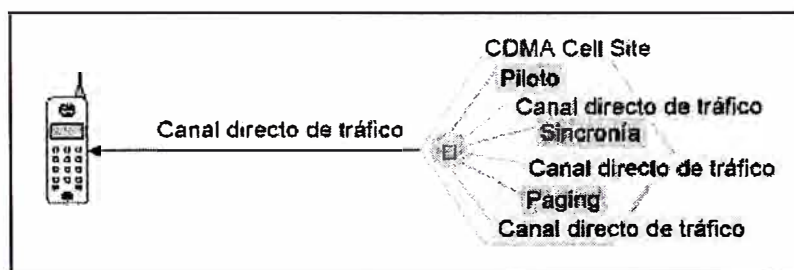 CDMA Cell Site
Piloto
Canal directo de tráfico
Canal directo de tráfico
Sincronía
Canal directo de tráfico
Paging
Canal directo de tráfico